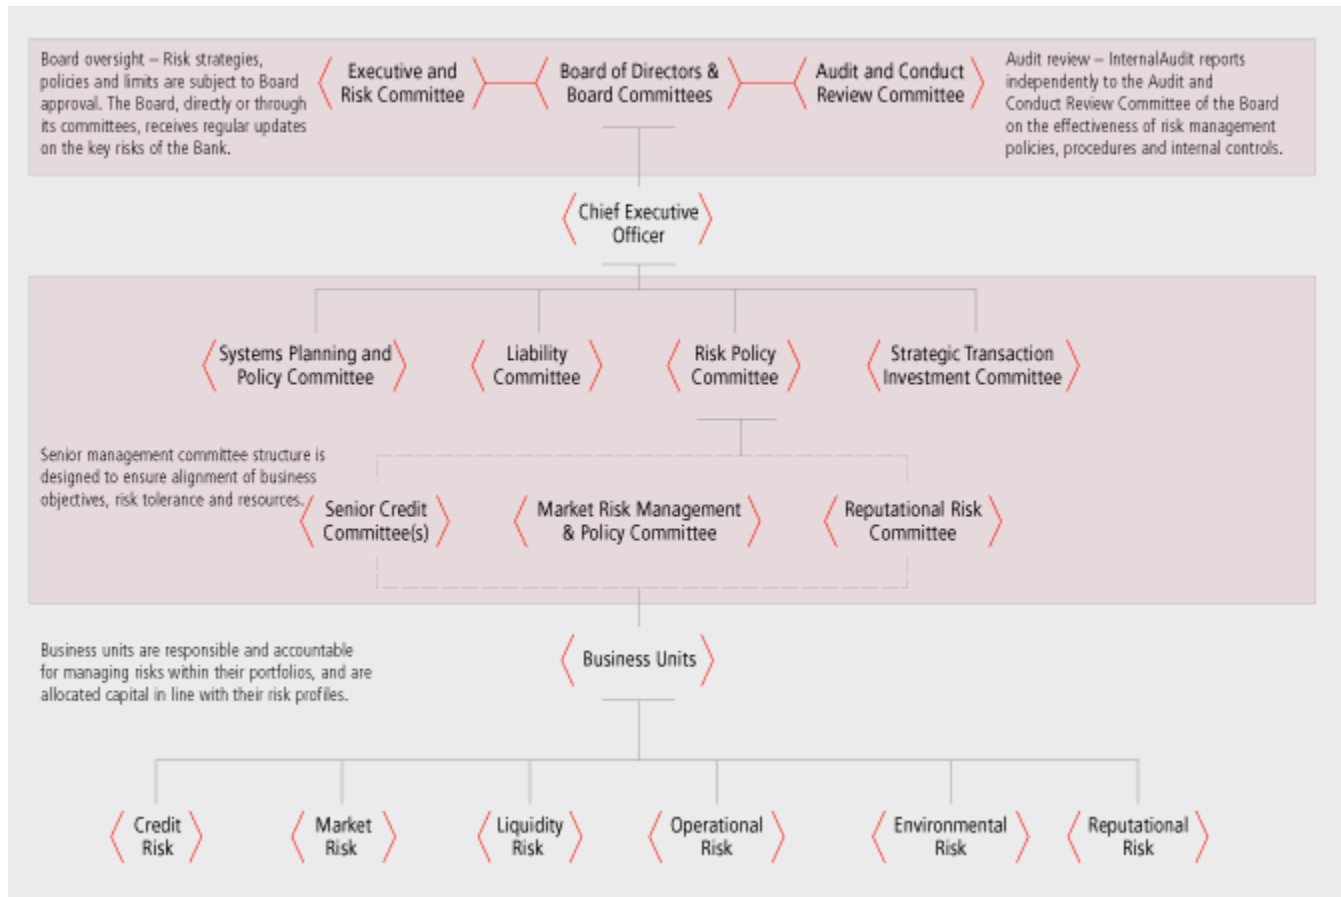 Board oversight – Risk strategies,
policies and limits are subject to Board
approval. The Board, directly or through
its committees, receives regular updates
on the key risks of the Bank.
Executive and
Risk Committee
Board of Directors &
Board Committees
Audit and Conduct
Review Committee
Audit review – InternalAudit reports
independently to the Audit and
Conduct Review Committee of the Board
on the effectiveness of risk management
policies, procedures and internal controls.
Chief Executive
Officer
Systems Planning and
Policy Committee
Liability
Committee
Risk Policy
Committee
Strategic Transaction
Investment Committee
Senior management committee structure is
designed to ensure alignment of business
objectives, risk tolerance and resources.
Senior Credit
Committee(s)
Market Risk Management
& Policy Committee
Reputational Risk
Committee
Business units are responsible and accountable
for managing risks within their portfolios, and are
allocated capital in line with their risk profiles.
Business Units
Credit
Risk
Market
Risk
Liquidity
Risk
Operational
Risk
Environmental
Risk
Reputational
Risk